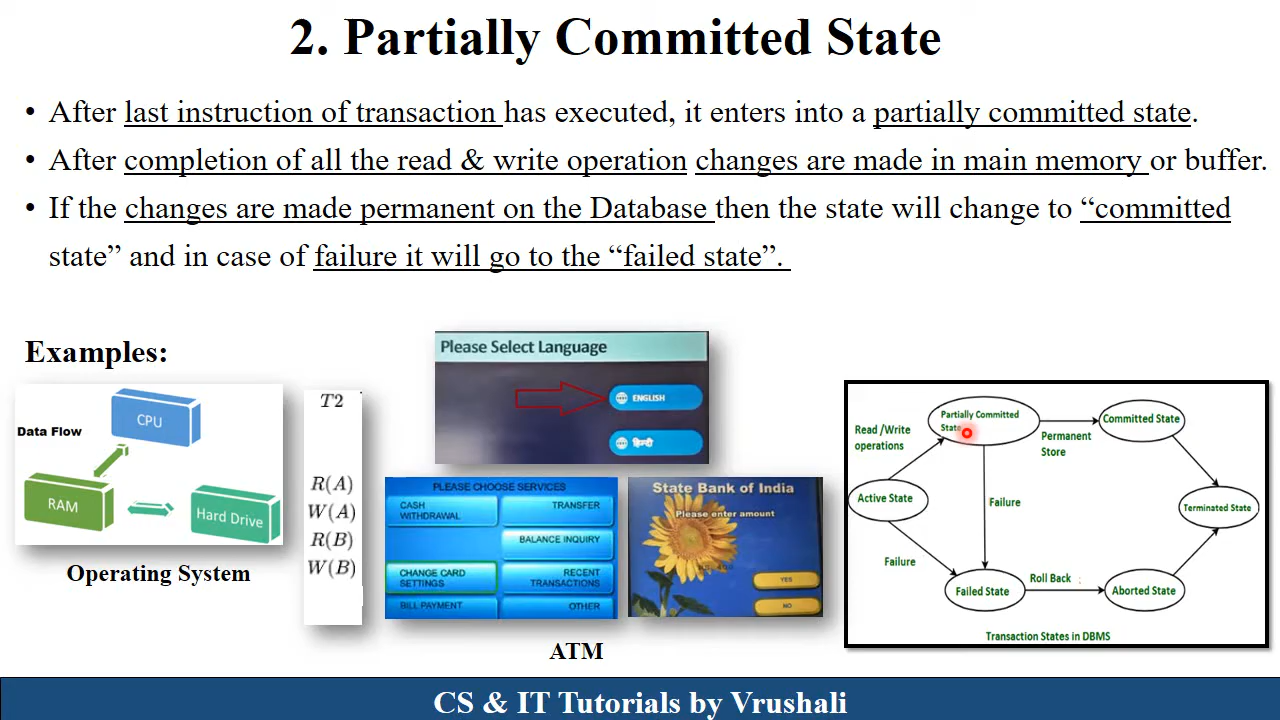 2. Partially Committed State
• After last instruction of transaction has executed, it enters into a partially committed state.
• After completion of all the read & write operation changes are made in main memory or buffer.
• If the changes are made permanent on the Database then the state will change to “committed
state” and in case of failure it will go to the “failed state”.
Examples:
Data Flow
CPU
RAM
Hard Drive
Operating System
T2
R(A)
W(A)
R(B)
W(B)
Please Select Language
ENGLISH
हिन्दी
PLEASE CHOOSE SERVICES
CASH
WITHDRAWAL
TRANSFER
BALANCE INQUIRY
CHANGE CARD
SETTINGS
RECENT
TRANSACTIONS
BILL PAYMENT
OTHER
State Bank of India
Please enter amount
YES
NO
ATM
Partially Committed
State
Committed State
Read /Write
operations
Permanent
Store
Active State
Failure
Terminated State
Failure
Failed State
Roll Back
Aborted State
Transaction States in DBMS
CS & IT Tutorials by Vrushali